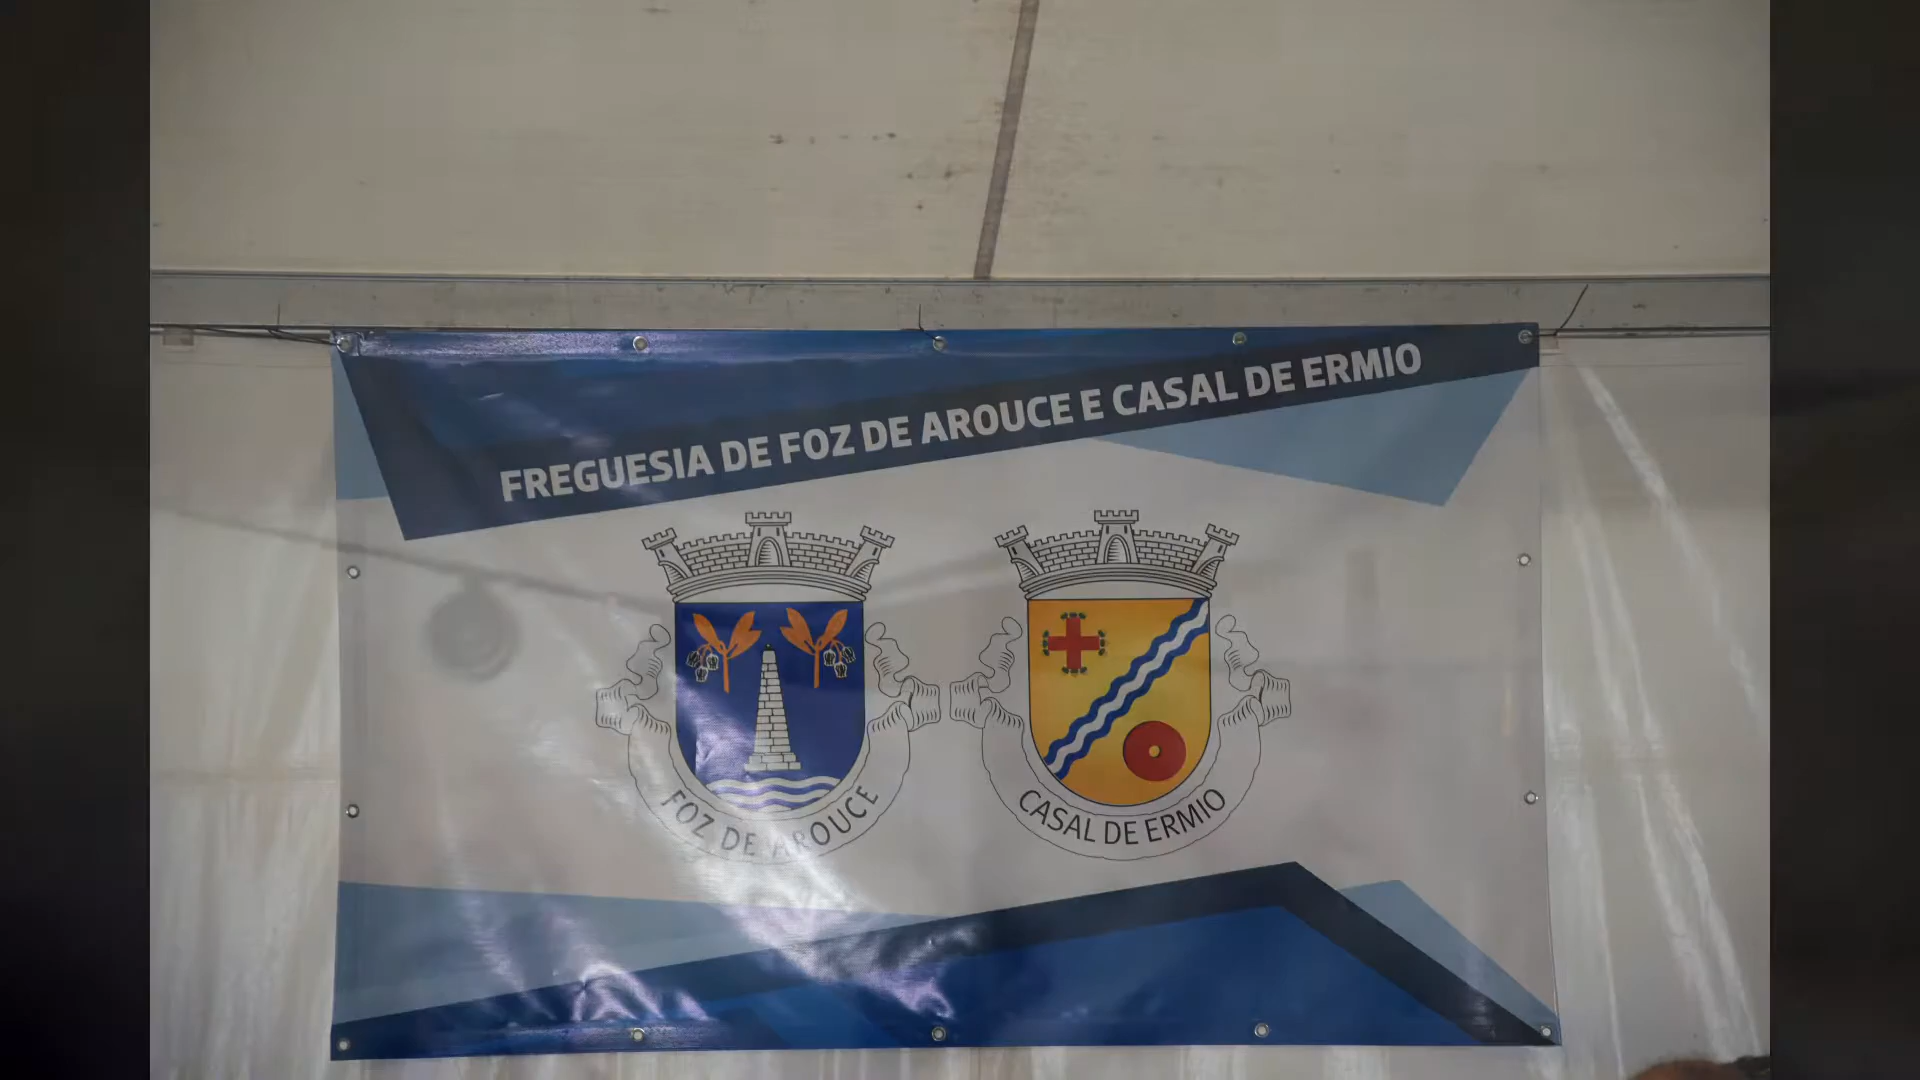 FREGUESIA DE FOZ DE AROUCE E CASAL DE ERMIO
FOZ DE AROUCE
CASAL DE ERMIO